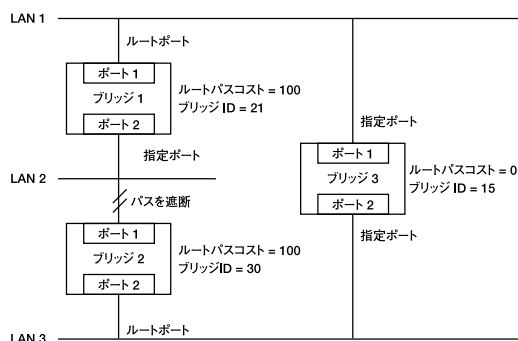 LAN 1
ルートポート
ポート 1
ブリッジ 1
ポート 2
ルートパスコスト = 100
ブリッジ ID = 21
指定ポート
指定ポート
ポート 1
ブリッジ 3
ポート 2
ルートパスコスト = 0
ブリッジ ID = 15
指定ポート
LAN 2
パスを遮断
ポート 1
ブリッジ 2
ポート 2
ルートパスコスト = 100
ブリッジID = 30
ルートポート
LAN 3